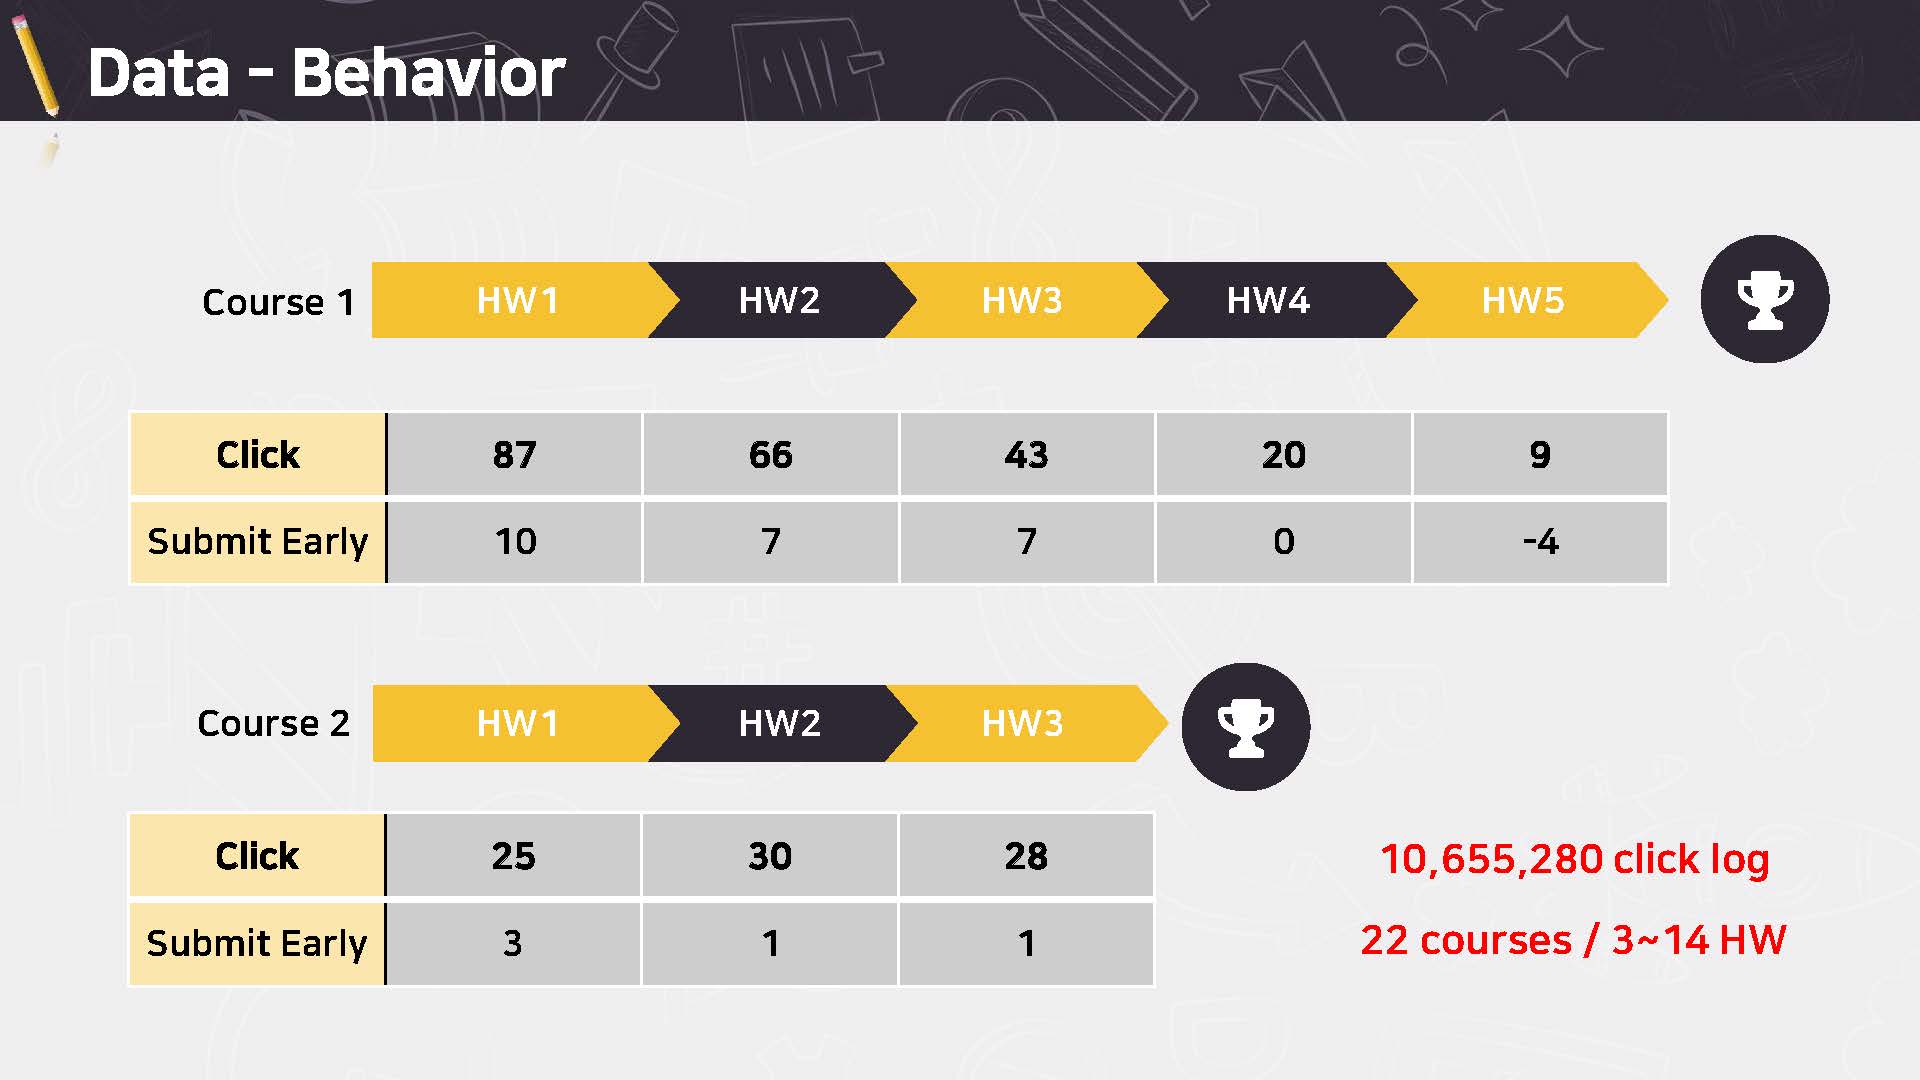 Data - Behavior
Course 1 HW1 HW2 HW3 HW4 HW5
Click 87 66 43 20 9
Submit Early 10 7 7 0 -4
Course 2 HW1 HW2 HW3
Click 25 30 28
Submit Early 3 1 1
10,655,280 click log
22 courses / 3~14 HW